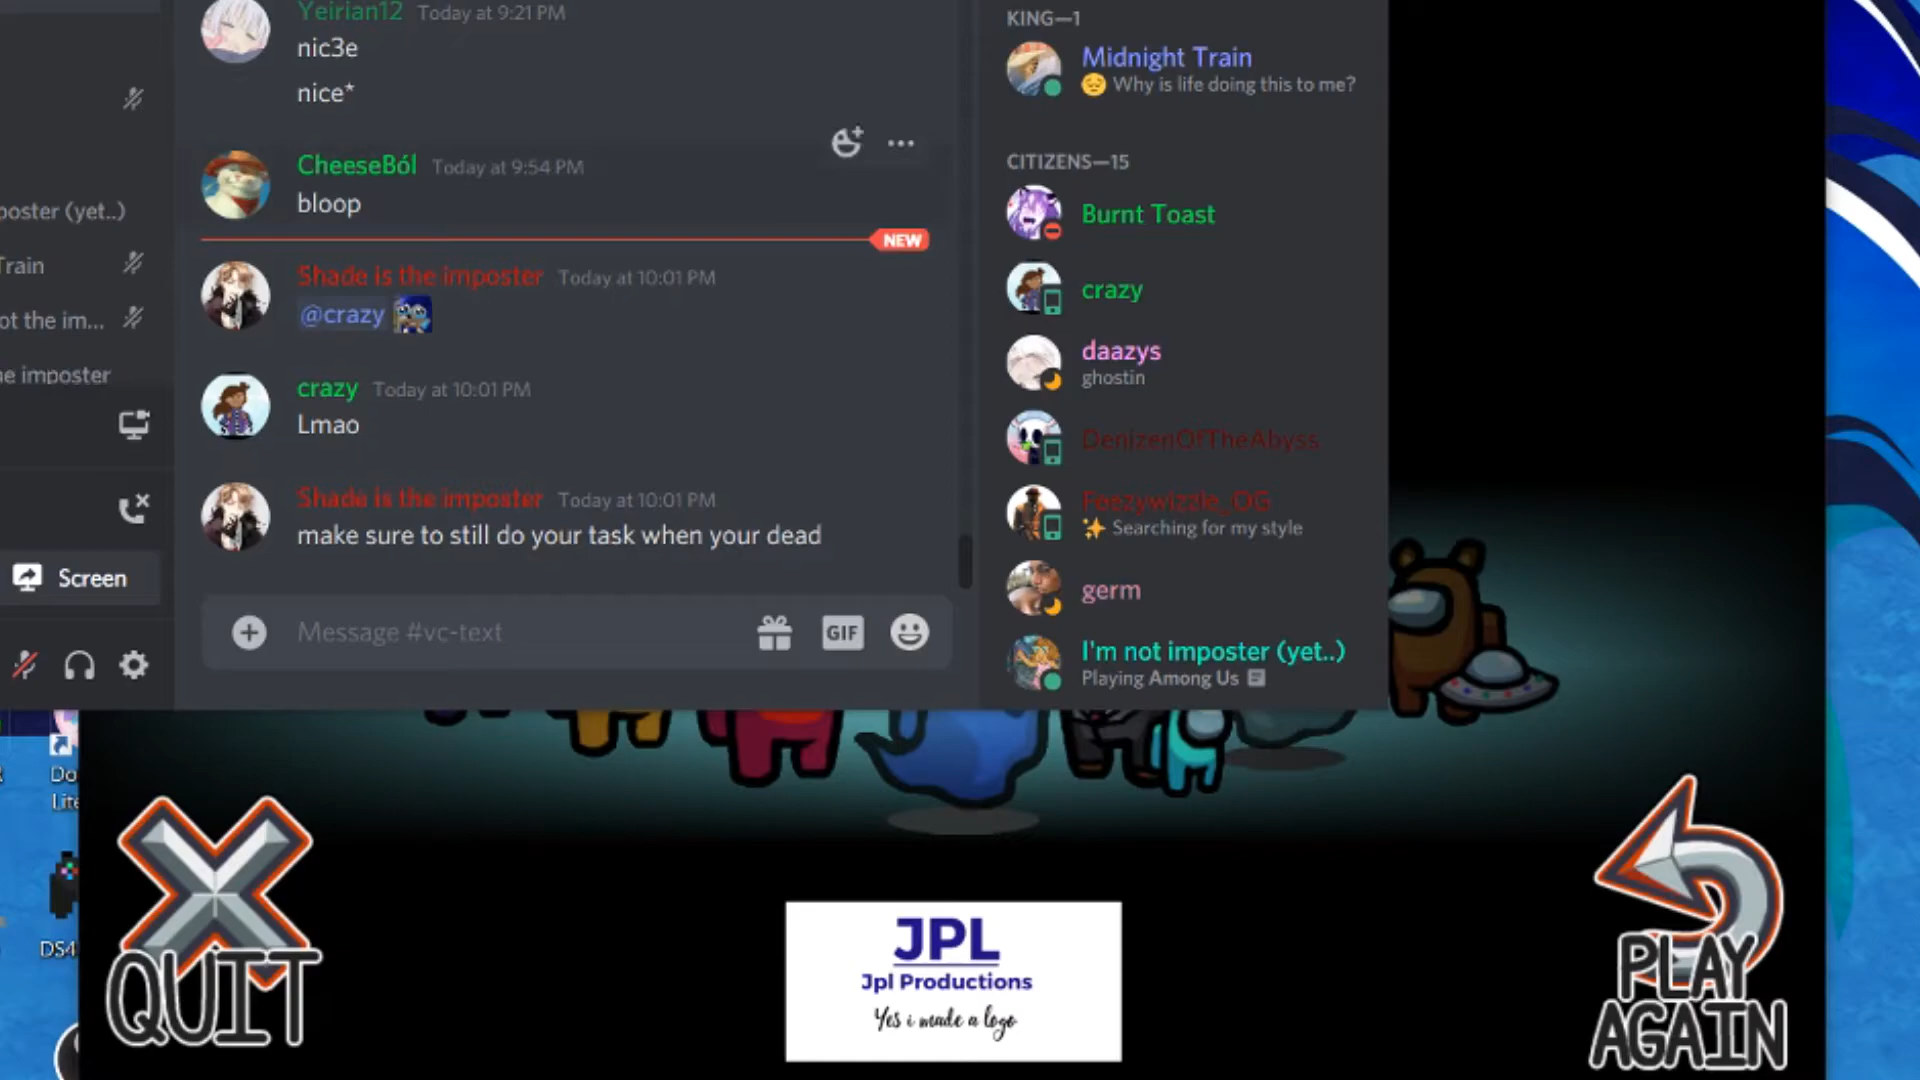 Yeirian12 Today at 9:21 PM
nic3e
nice*
CheeseBól Today at 9:54 PM
bloop
NEW
Shade is the imposter Today at 10:01 PM
@crazy
crazy Today at 10:01 PM
Lmao
Shade is the imposter Today at 10:01 PM
make sure to still do your task when your dead
Message #vc-text
GIF
poster (yet..)
Train
ot the im...
he imposter
Screen
KING—1
Midnight Train
Why is life doing this to me?
CITIZENS—15
Burnt Toast
crazy
daazys
ghostin
DenizenOfTheAbyss
Feezywizzle_OG
Searching for my style
germ
I'm not imposter (yet..)
Playing Among Us
Do
Lite
DS4
QUIT
JPL
Jpl Productions
Yes i made a logo
PLAY
AGAIN